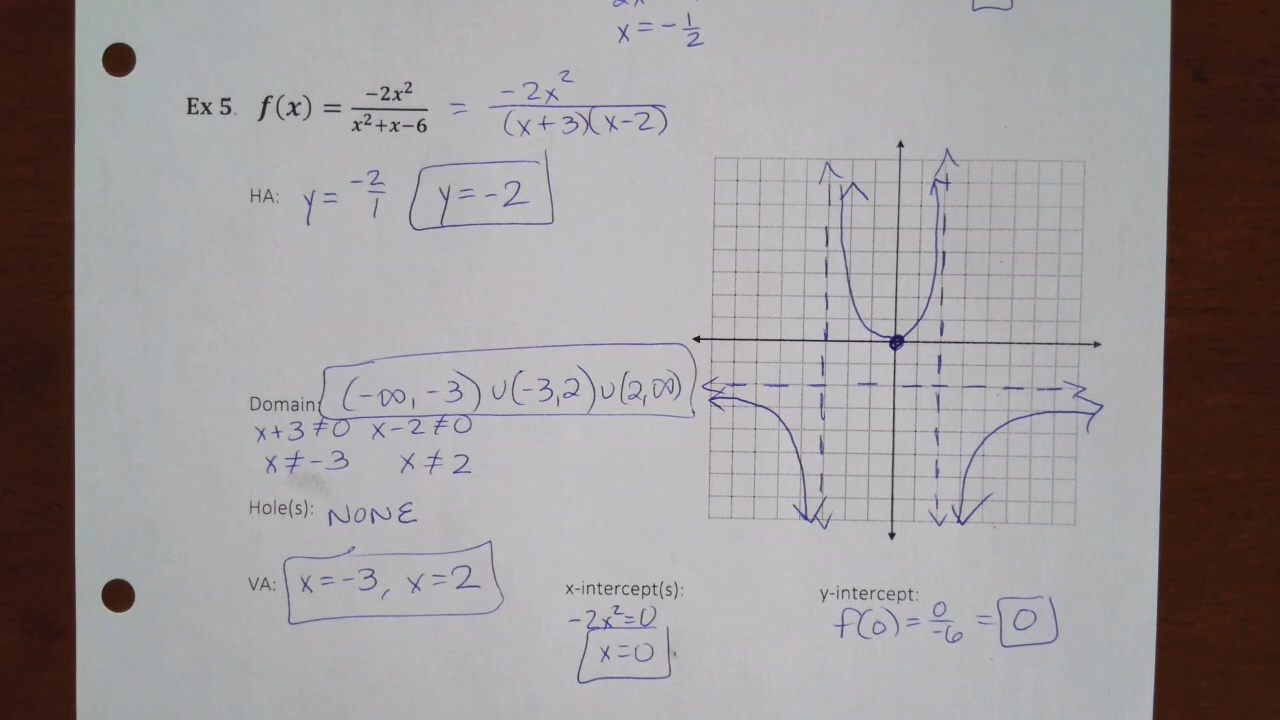 x = -1/2
Ex 5. f(x) = -2x²/x²+x−6 = -2x²/(x+3)(x-2)
HA: y = -2/1 y = -2
Domain: (-∞, -3) ∪ (-3, 2) ∪ (2, ∞)
x+3 ≠ 0 x-2 ≠ 0
x ≠ -3 x ≠ 2
Hole(s): NONE
VA: x = -3, x = 2
x-intercept(s):
-2x² = 0
x = 0
y-intercept:
f(0) = 0/-6 = 0